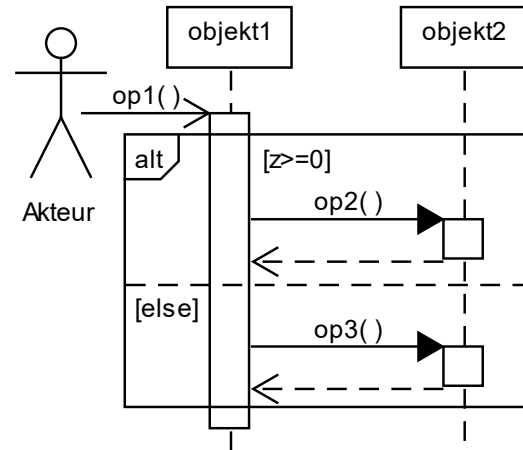 objekt1
objekt2
op1( )
alt
[z>=0]
Akteur
op2( )
[else]
op3( )